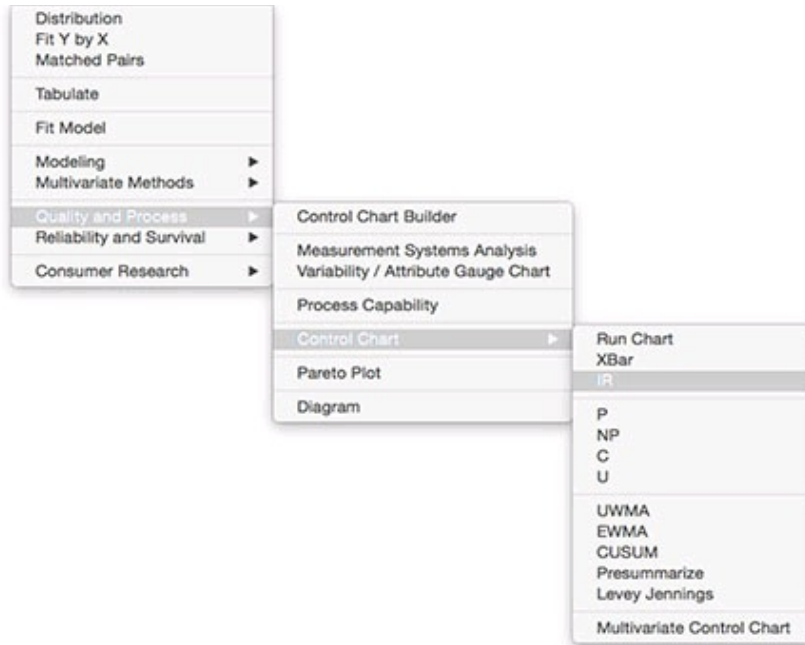 Distribution
Fit Y by X
Matched Pairs
Tabulate
Fit Model
Modeling
Multivariate Methods
Quality and Process
Reliability and Survival
Consumer Research
Control Chart Builder
Measurement Systems Analysis
Variability / Attribute Gauge Chart
Process Capability
Control Chart
Pareto Plot
Diagram
Run Chart
XBar
IR
P
NP
C
U
UWMA
EWMA
CUSUM
Presummarize
Levey Jennings
Multivariate Control Chart